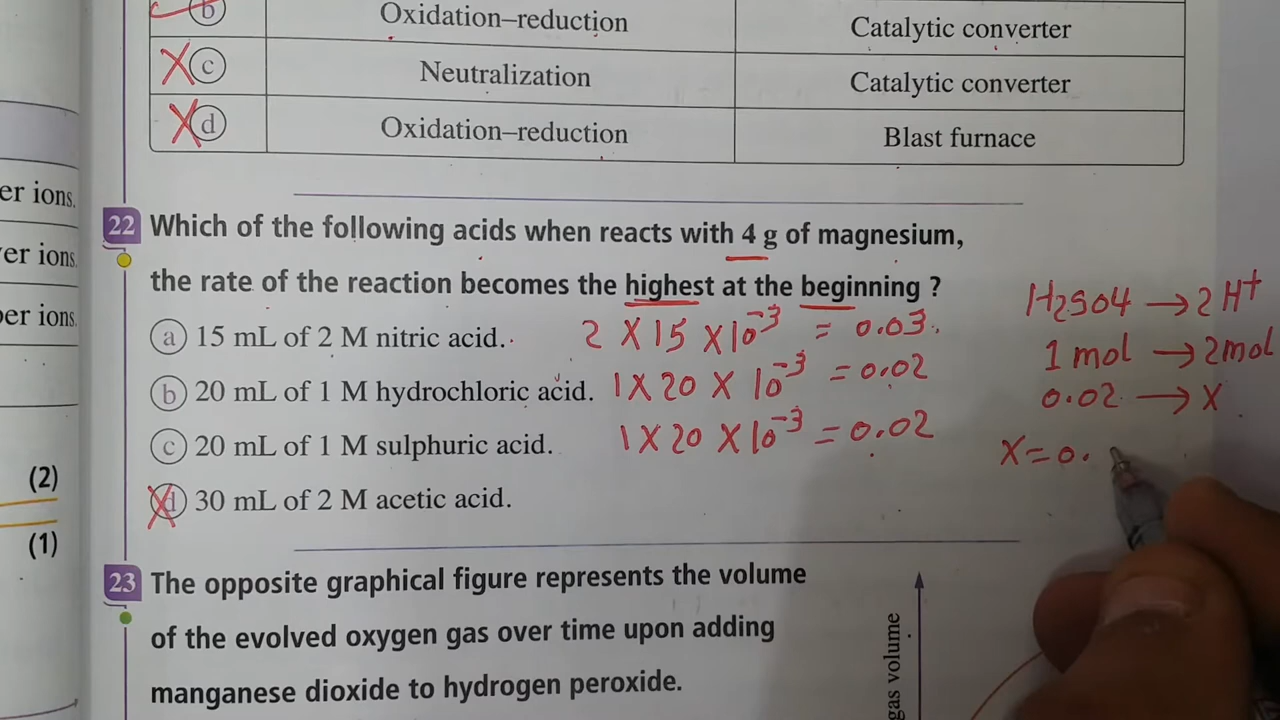 b Oxidation–reduction Catalytic converter
c Neutralization Catalytic converter
d Oxidation–reduction Blast furnace
er ions.
er ions.
er ions.
(2)
(1)
22 Which of the following acids when reacts with 4 g of magnesium,
the rate of the reaction becomes the highest at the beginning ?
a 15 mL of 2 M nitric acid. 2 X 15 X 10⁻³ = 0.03.
b 20 mL of 1 M hydrochloric acid. 1 X 20 X 10⁻³ = 0.02
c 20 mL of 1 M sulphuric acid. 1 X 20 X 10⁻³ = 0.02
d 30 mL of 2 M acetic acid.
H2SO4 → 2H+
1 mol → 2mol
0.02 → X
X = 0.
23 The opposite graphical figure represents the volume
of the evolved oxygen gas over time upon adding
manganese dioxide to hydrogen peroxide.
gas volume